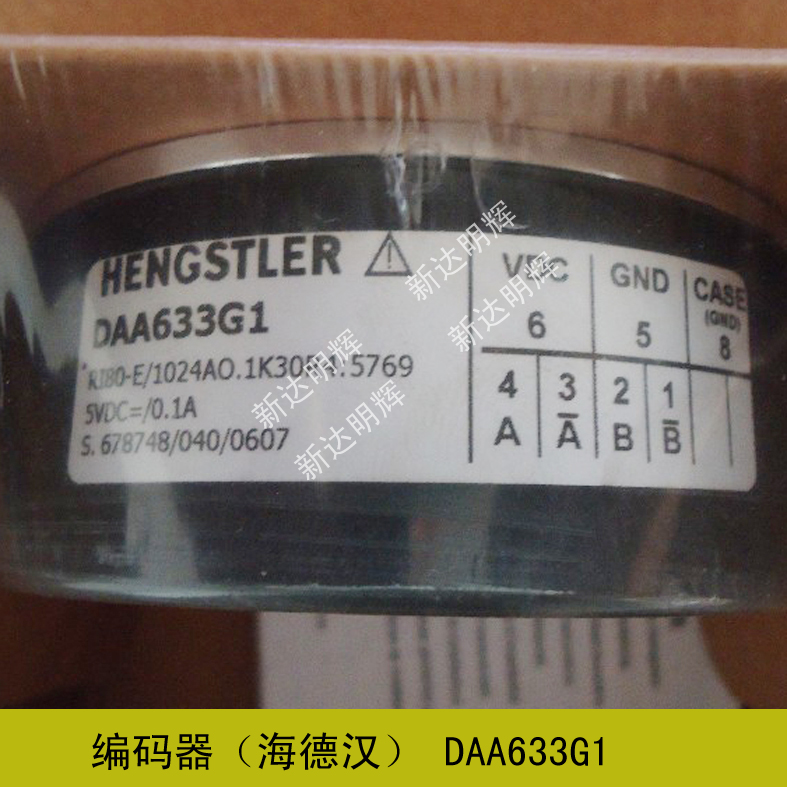 HENGSTLER
DAA633G1
5VDC=/0.1A
S. 678748/040/0607
VDC GND CASE
(GND)
6 5 8
4 3 2 1
A A̅ B B̅
新达明辉
新达明辉
新达明辉
新达明辉
编码器（海德汉） DAA633G1